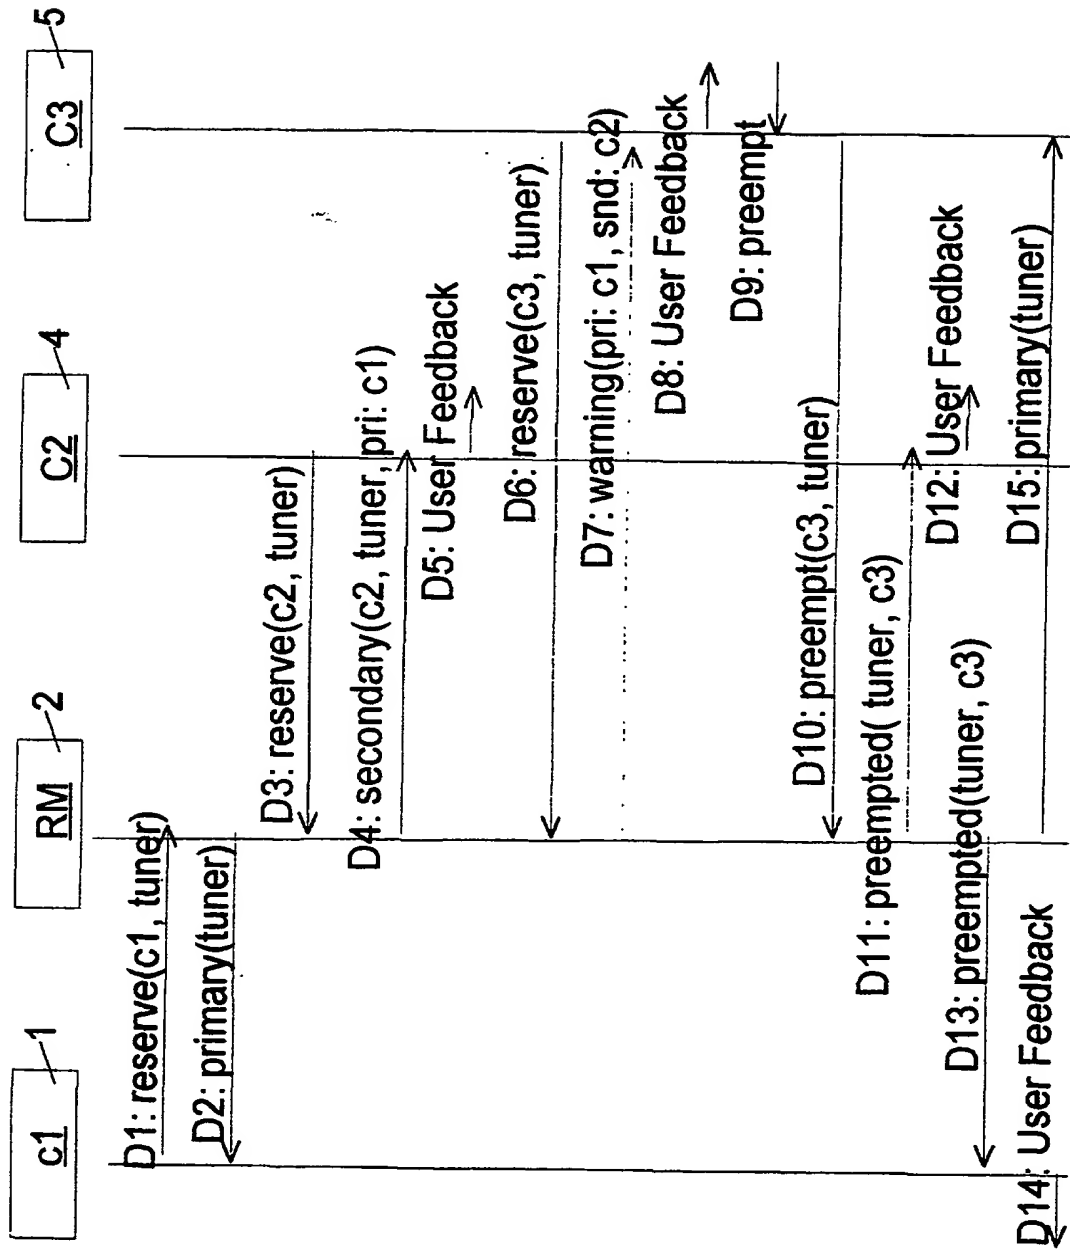 c1
1
RM
2
C2
4
C3
5
D1: reserve(c1, tuner)
D2: primary(tuner)
D3: reserve(c2, tuner)
D4: secondary(c2, tuner, pri: c1)
D5: User Feedback
D6: reserve(c3, tuner)
D7: warning(pri: c1, snd: c2)
D8: User Feedback
D9: preempt
D10: preempt(c3, tuner)
D11: preempted( tuner, c3)
D12: User Feedback
D13: preempted(tuner, c3)
D14: User Feedback
D15: primary(tuner)